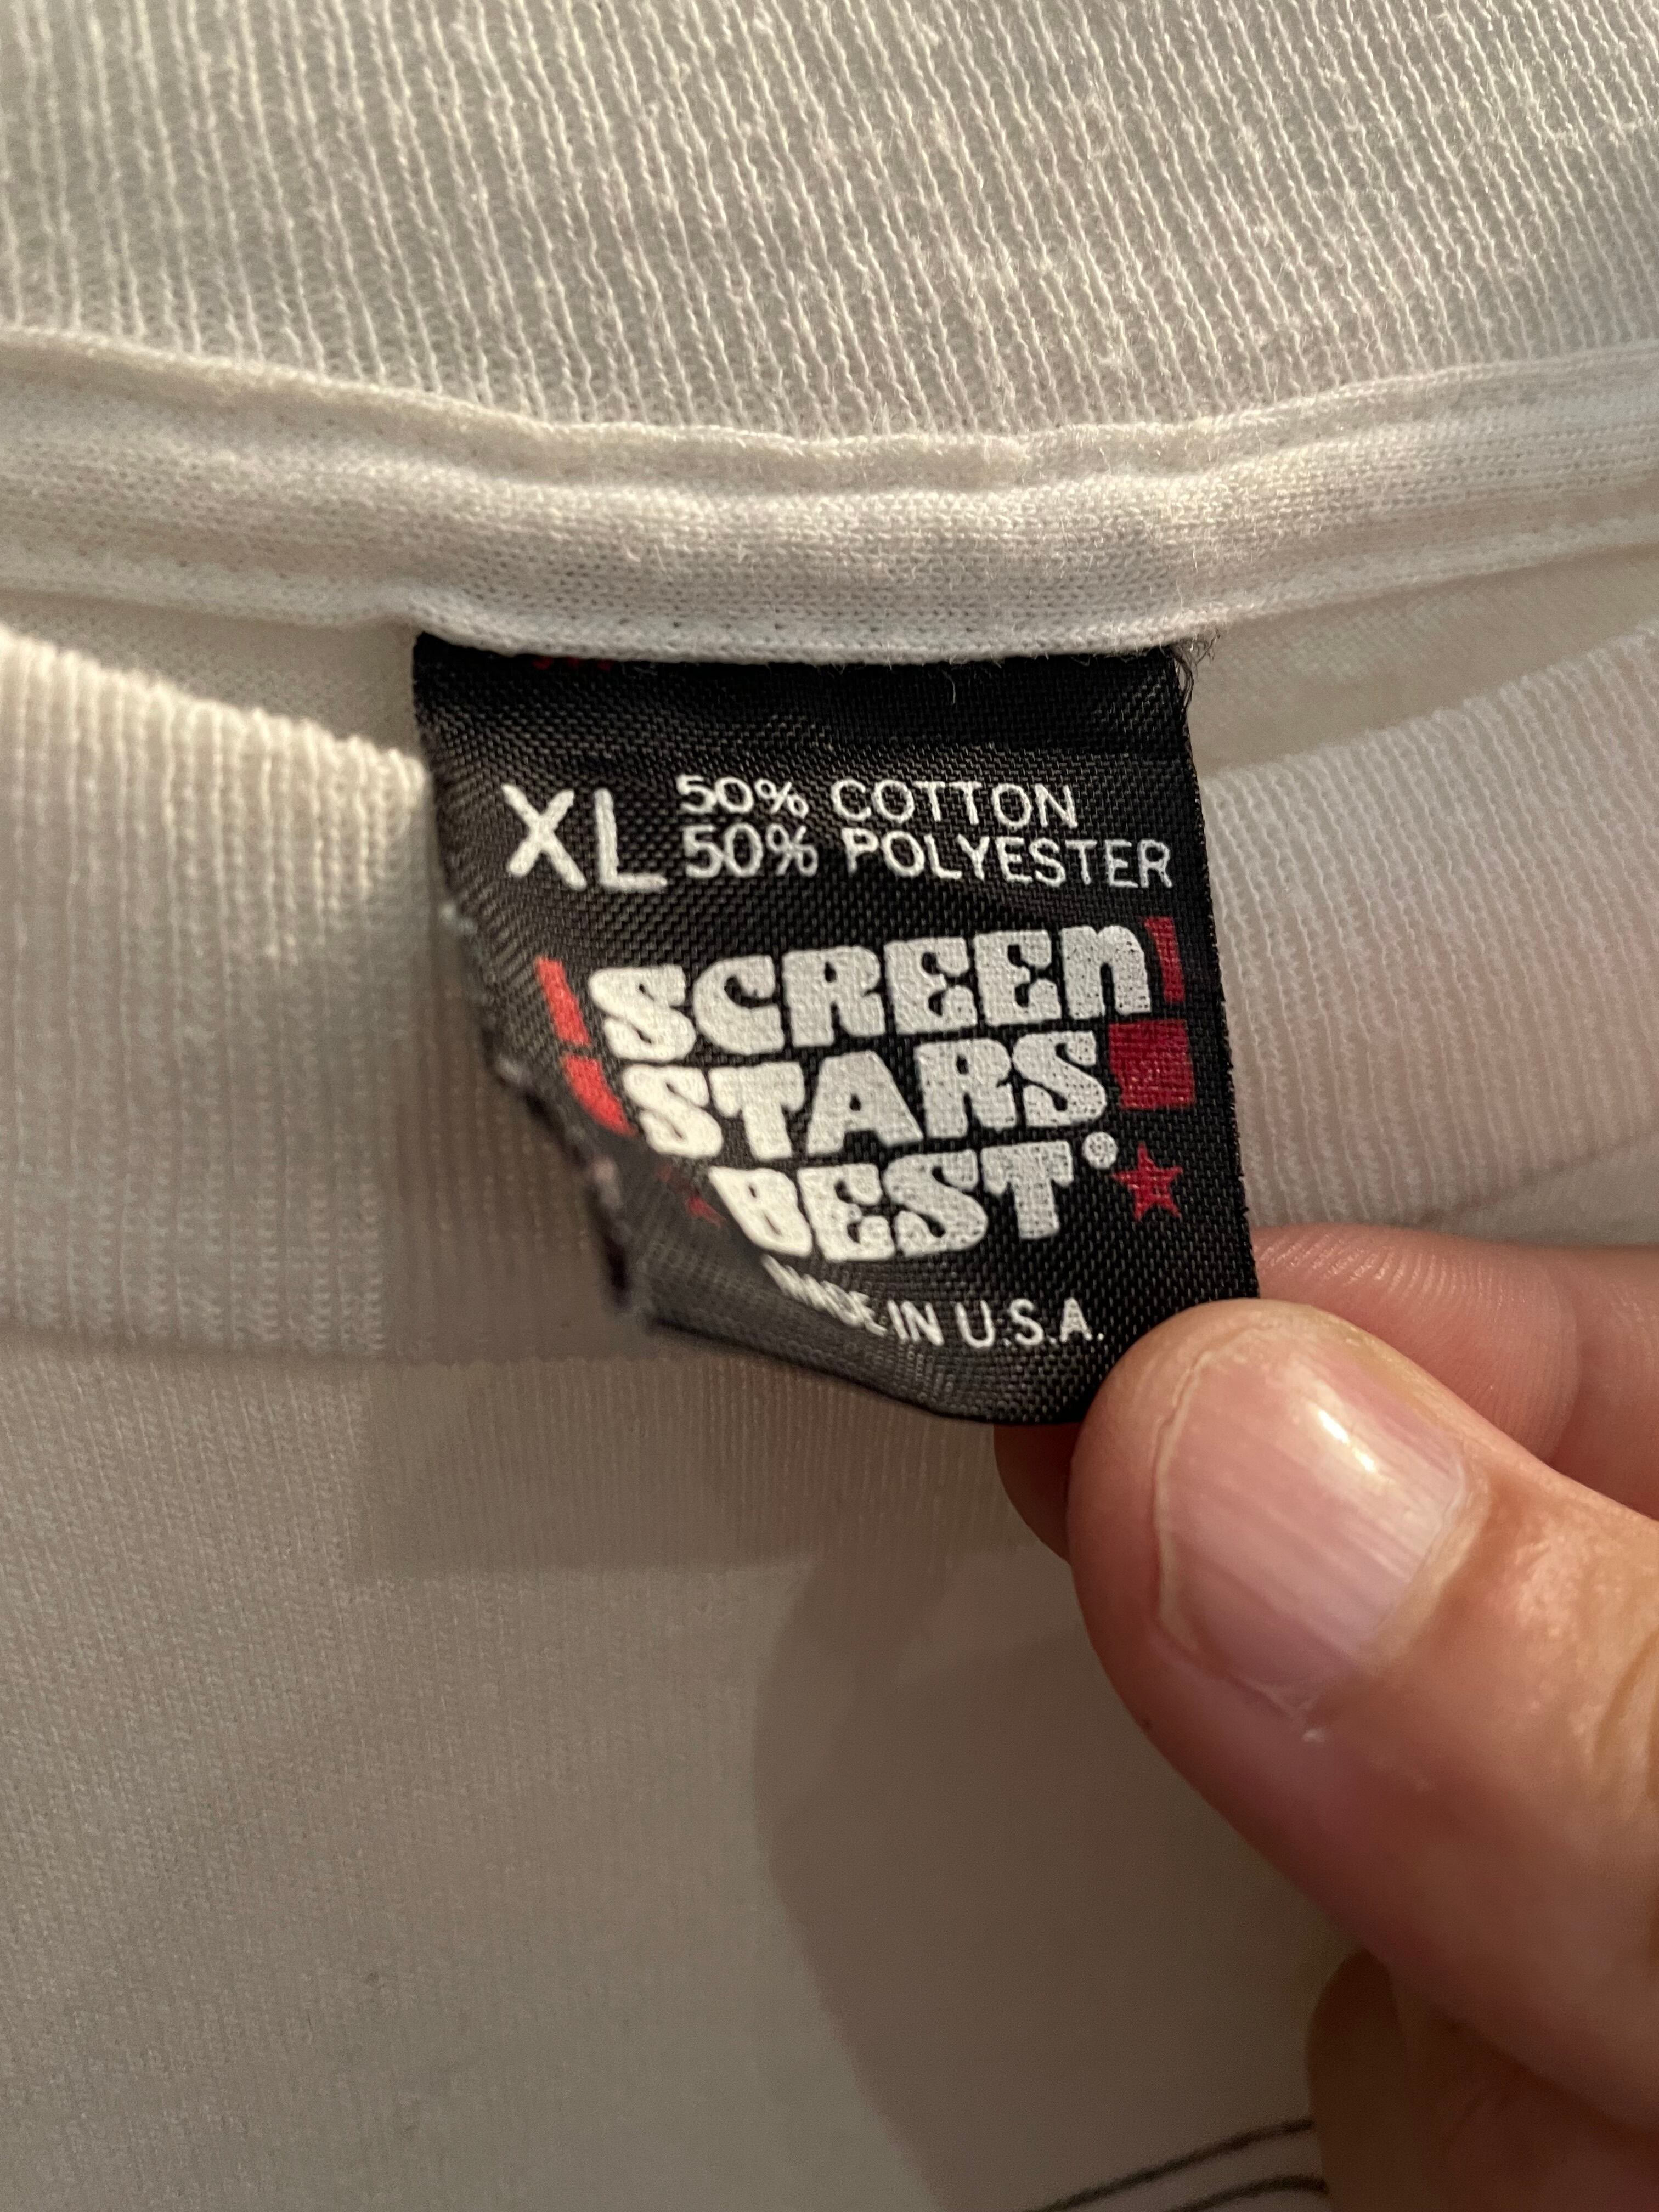 XL 50% COTTON
50% POLYESTER
SCREEn
STARS
BEST®
MADE IN U.S.A.